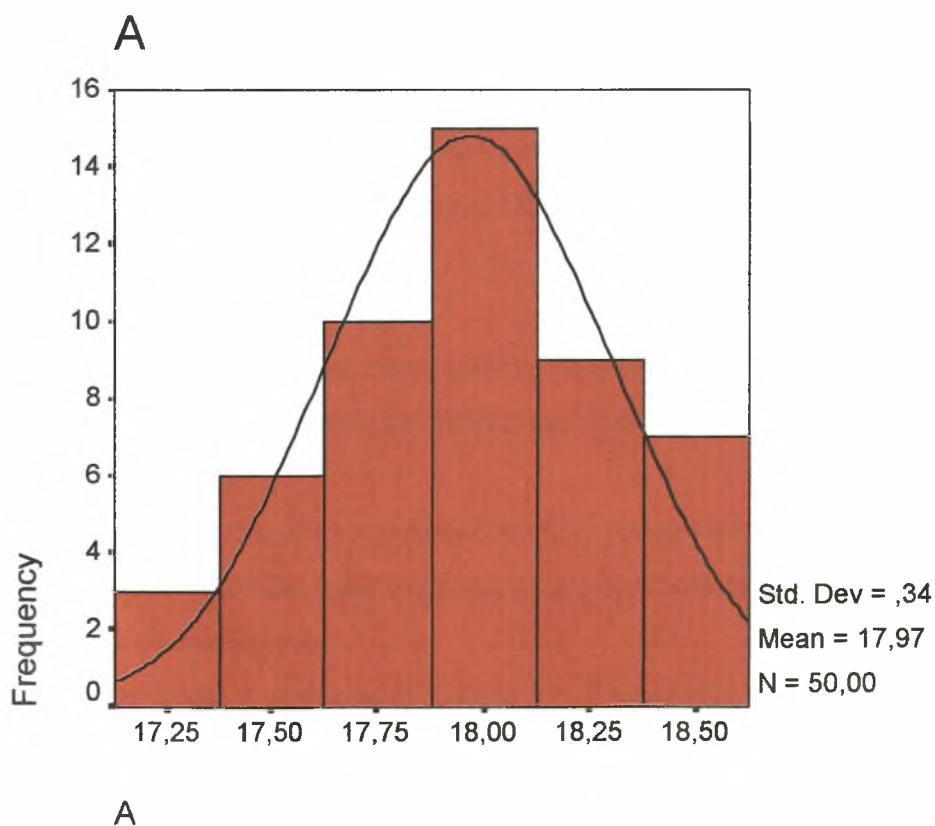 A
16
14
12
10
8
6
4
2
0
Frequency
17,25 17,50 17,75 18,00 18,25 18,50
Std. Dev = ,34
Mean = 17,97
N = 50,00
A